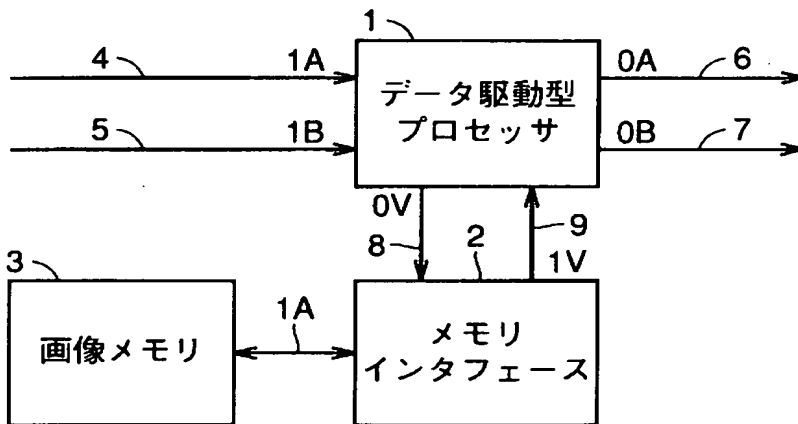 1
4 1A 0A 6
データ駆動型
プロセッサ
5 1B 0B 7
0V 9
8 2 1V
3
1A
画像メモリ
メモリ
インタフェース